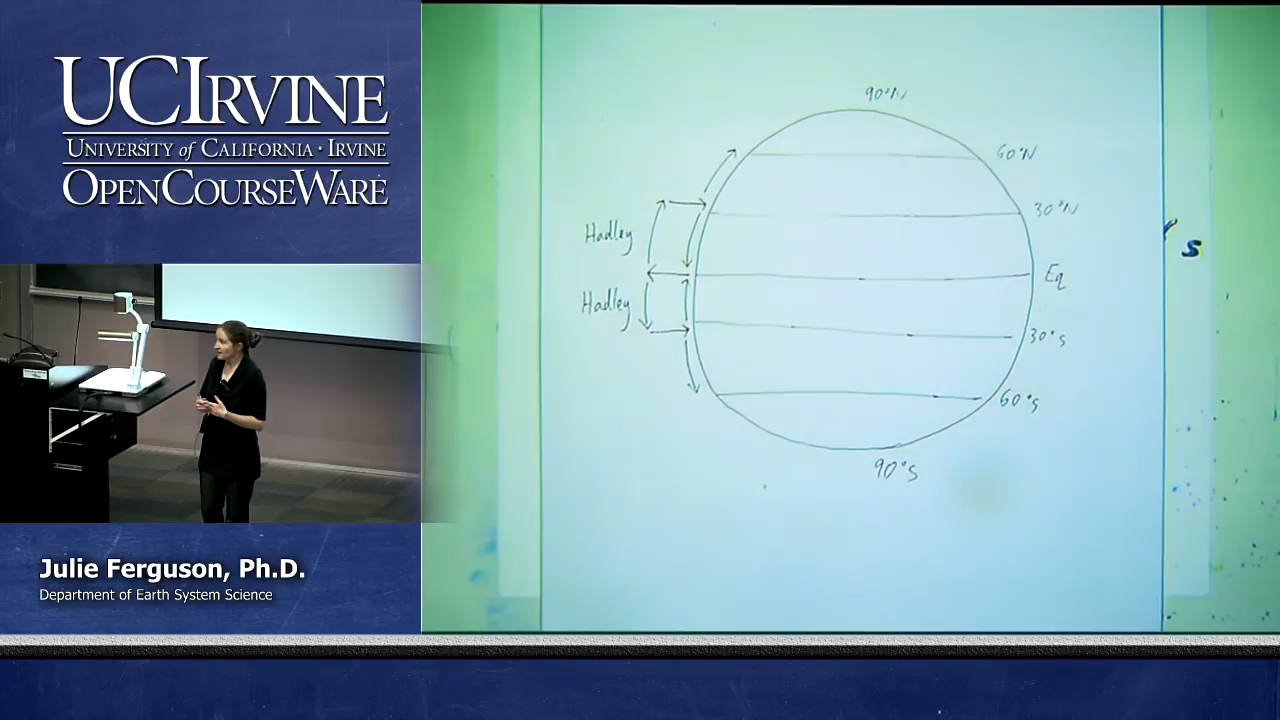 UCIRVINE
UNIVERSITY of CALIFORNIA · IRVINE
OPENCOURSEWARE
90°N
60°N
30°N
Hadley
Eq
Hadley
30°S
60°S
90°S
s
Julie Ferguson, Ph.D.
Department of Earth System Science